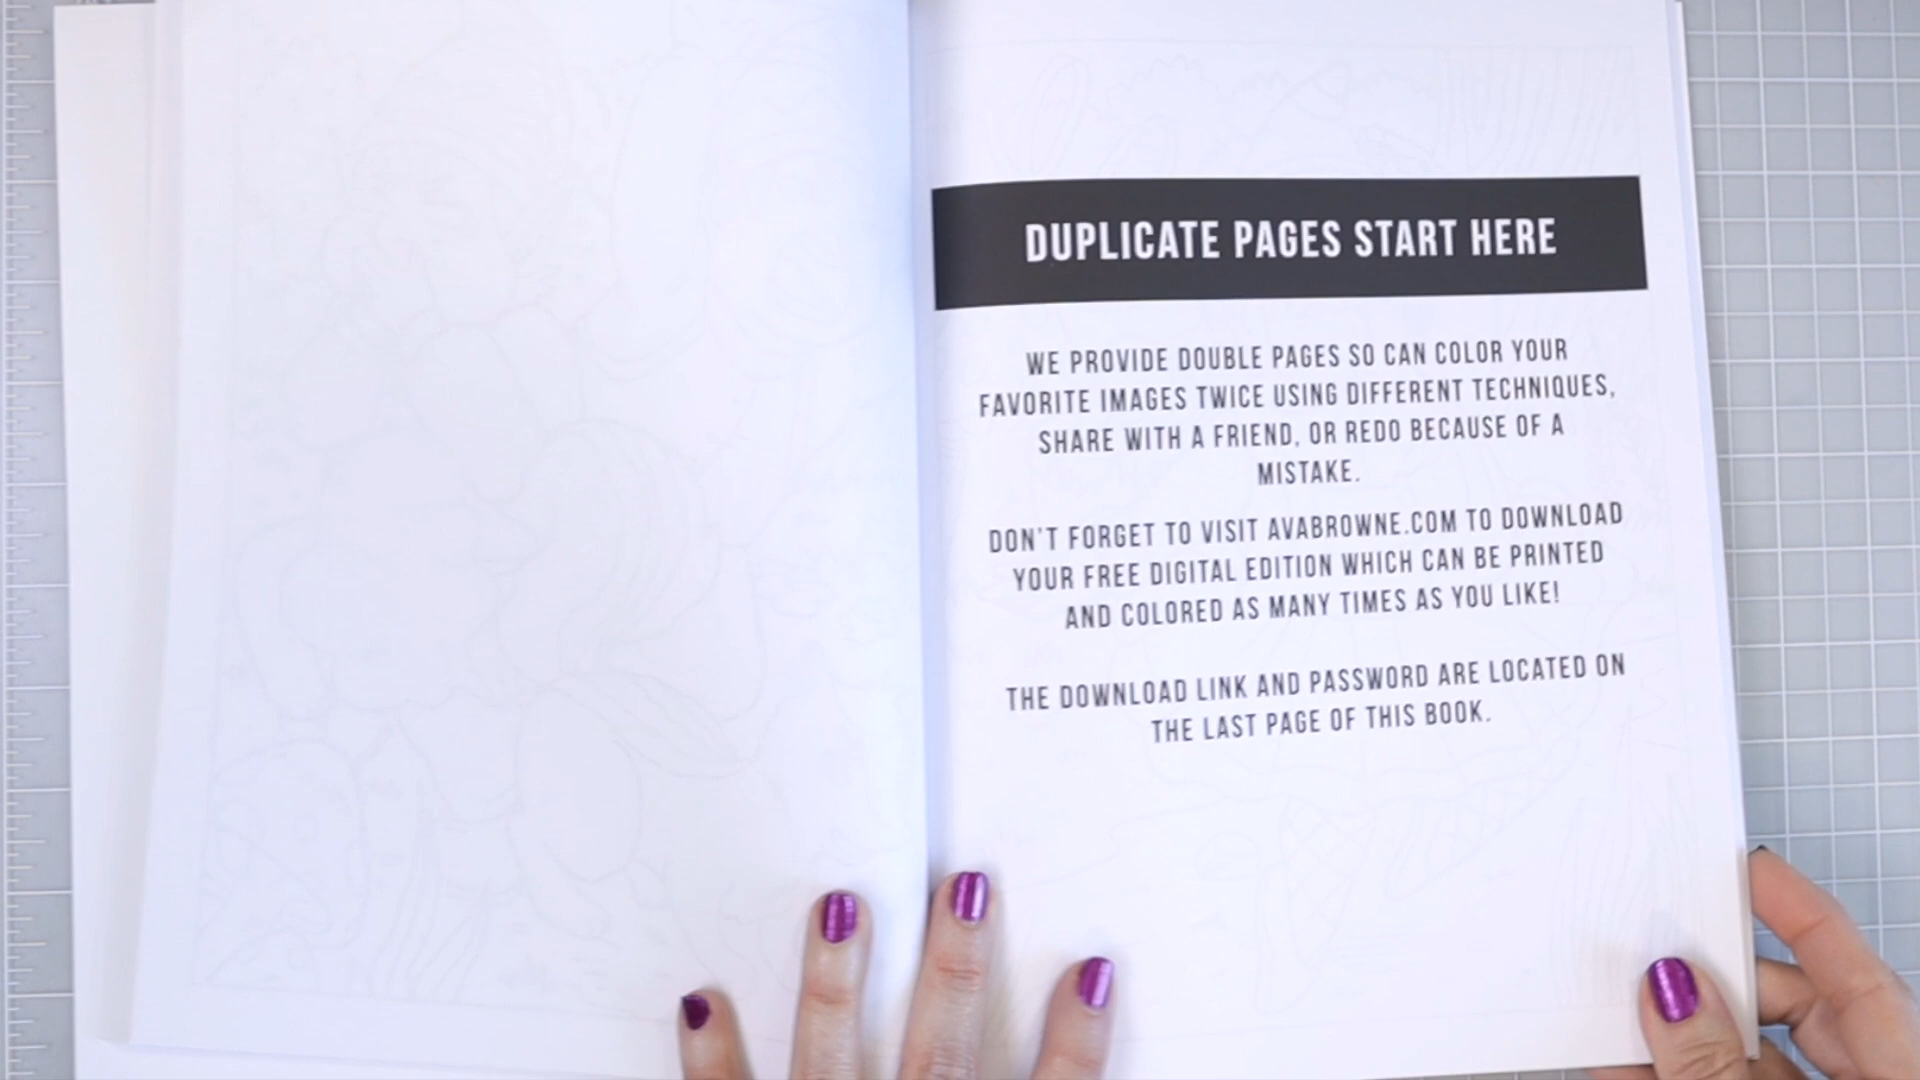 DUPLICATE PAGES START HERE
WE PROVIDE DOUBLE PAGES SO CAN COLOR YOUR
FAVORITE IMAGES TWICE USING DIFFERENT TECHNIQUES,
SHARE WITH A FRIEND, OR REDO BECAUSE OF A
MISTAKE.
DON'T FORGET TO VISIT AVABROWNE.COM TO DOWNLOAD
YOUR FREE DIGITAL EDITION WHICH CAN BE PRINTED
AND COLORED AS MANY TIMES AS YOU LIKE!
THE DOWNLOAD LINK AND PASSWORD ARE LOCATED ON
THE LAST PAGE OF THIS BOOK.